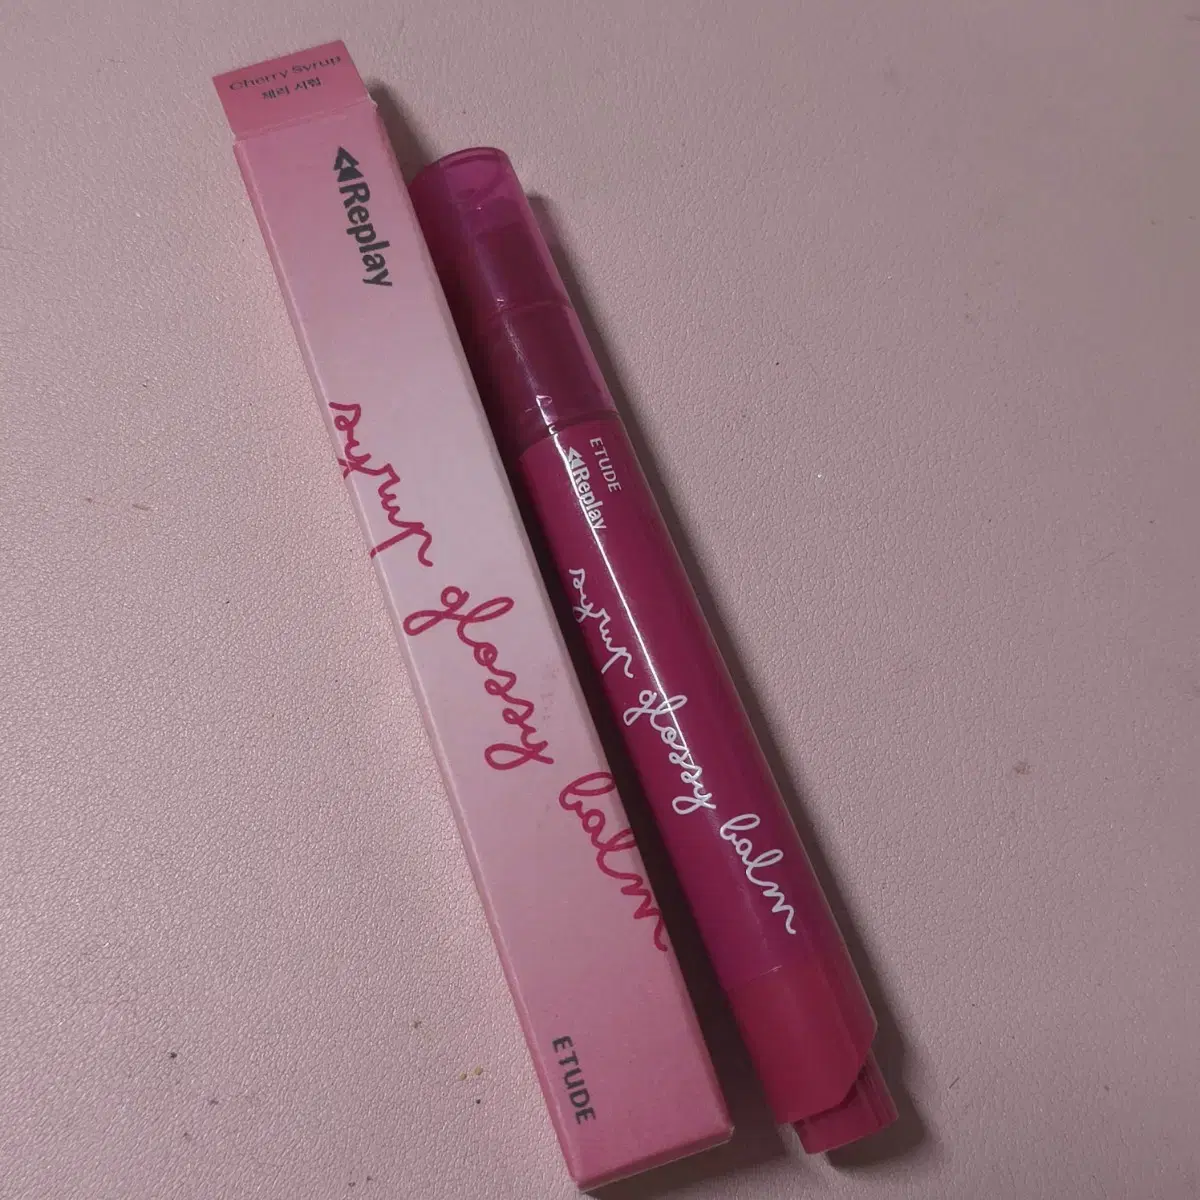 Cherry Syrup
체리 시럽
Replay
syrup glossy balm
ETUDE
ETUDE
Replay
syrup glossy balm